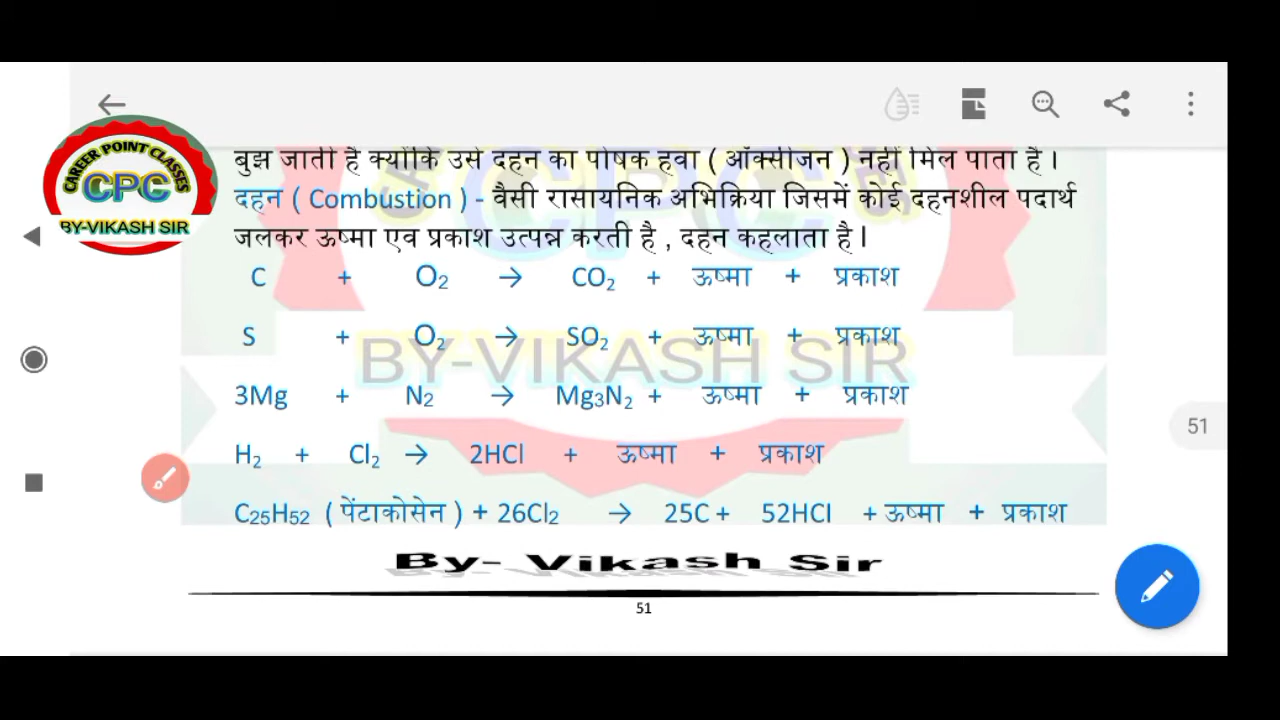 बुझ जाती है क्योंकि उसे दहन का पोषक हवा ( ऑक्सीजन ) नहीं मिल पाता है ।
CAREER POINT CLASSES
CPC
BY-VIKASH SIR
दहन ( Combustion ) - वैसी रासायनिक अभिक्रिया जिसमें कोई दहनशील पदार्थ
जलकर ऊष्मा एव प्रकाश उत्पन्न करती है , दहन कहलाता है ।
C + O₂ → CO₂ + ऊष्मा + प्रकाश
S + O₂ → SO₂ + ऊष्मा + प्रकाश
BY-VIKASH SIR
3Mg + N₂ → Mg₃N₂ + ऊष्मा + प्रकाश
51
H₂ + Cl₂ → 2HCl + ऊष्मा + प्रकाश
C₂₅H₅₂ ( पेंटाकोसेन ) + 26Cl₂ → 25C + 52HCl + ऊष्मा + प्रकाश
By- Vikash Sir
51